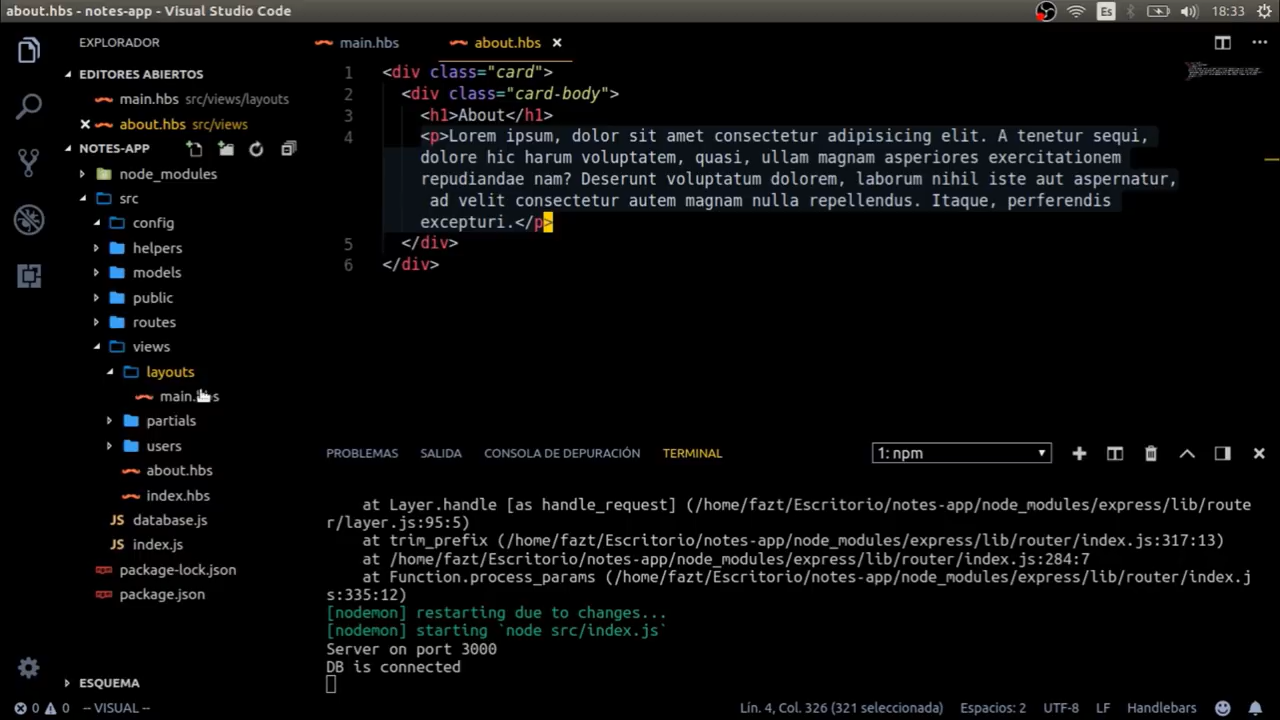 about.hbs - notes-app - Visual Studio Code
Es
18:33
EXPLORADOR
EDITORES ABIERTOS
main.hbs src/views/layouts
about.hbs src/views
NOTES-APP
node_modules
src
config
helpers
models
public
routes
views
layouts
main.hbs
partials
users
about.hbs
index.hbs
JS database.js
JS index.js
package-lock.json
package.json
ESQUEMA
main.hbs
about.hbs
1 <div class="card">
2 <div class="card-body">
3 <h1>About</h1>
4 <p>Lorem ipsum, dolor sit amet consectetur adipisicing elit. A tenetur sequi,
dolore hic harum voluptatem, quasi, ullam magnam asperiores exercitationem
repudiandae nam? Deserunt voluptatum dolorem, laborum nihil iste aut aspernatur,
ad velit consectetur autem magnam nulla repellendus. Itaque, perferendis
excepturi.</p>
5 </div>
6 </div>
PROBLEMAS SALIDA CONSOLA DE DEPURACIÓN TERMINAL
1: npm
at Layer.handle [as handle_request] (/home/fazt/Escritorio/notes-app/node_modules/express/lib/route
r/layer.js:95:5)
at trim_prefix (/home/fazt/Escritorio/notes-app/node_modules/express/lib/router/index.js:317:13)
at /home/fazt/Escritorio/notes-app/node_modules/express/lib/router/index.js:284:7
at Function.process_params (/home/fazt/Escritorio/notes-app/node_modules/express/lib/router/index.j
s:335:12)
[nodemon] restarting due to changes...
[nodemon] starting `node src/index.js`
Server on port 3000
DB is connected
0 0 -- VISUAL --
Lín. 4, Col. 326 (321 seleccionada) Espacios: 2 UTF-8 LF Handlebars